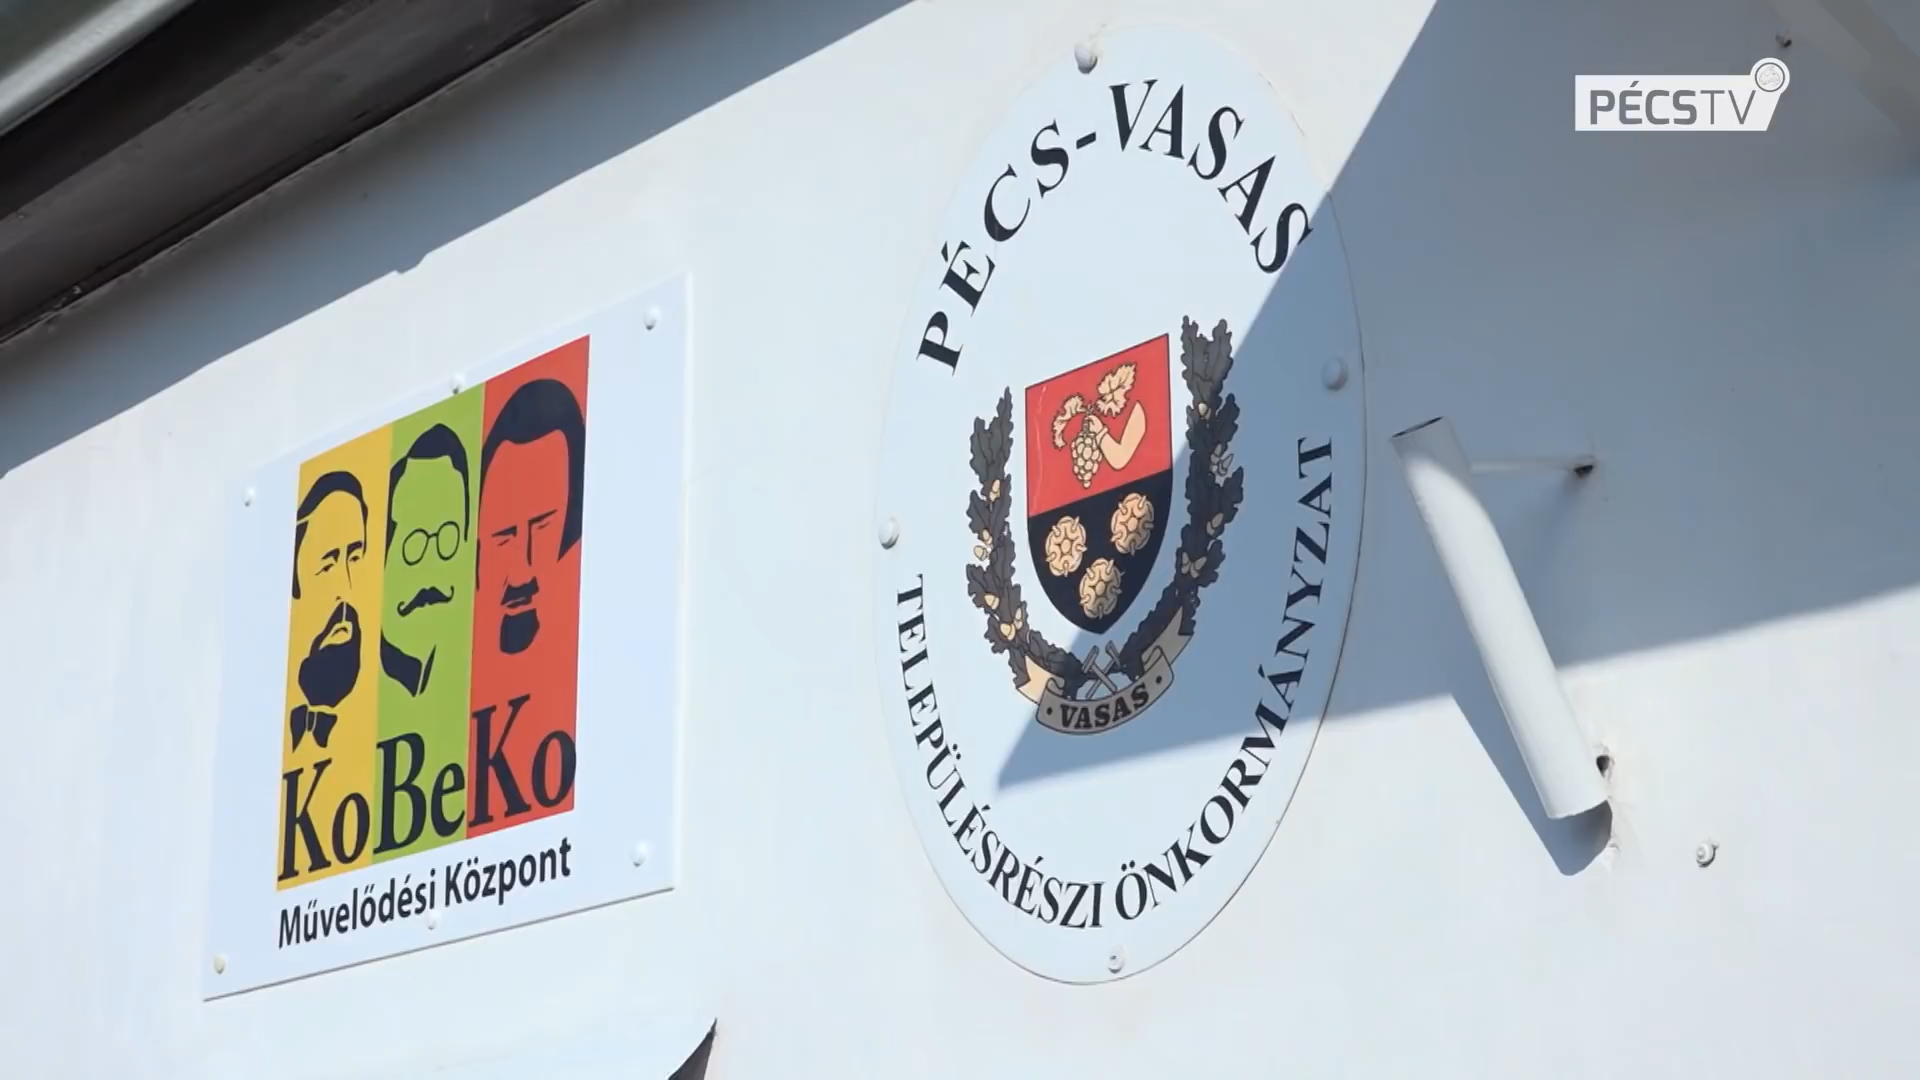 PÉCSTV
PÉCS-VASAS
TELEPÜLÉSRÉSZI ÖNKORMÁNYZAT
· VASAS ·
KoBeKo
Művelődési Központ